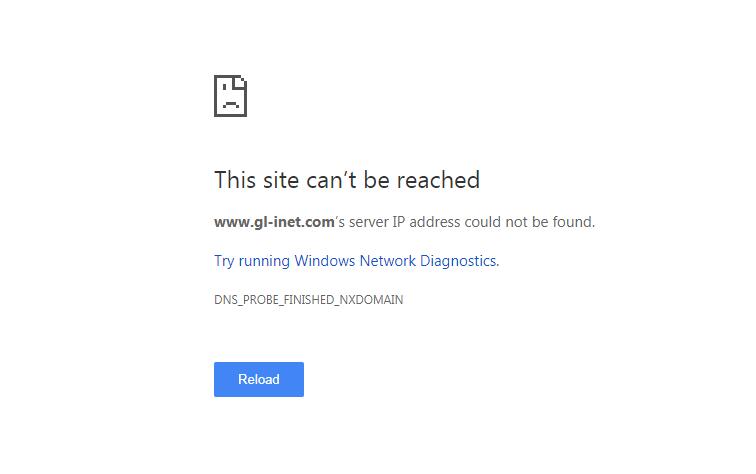 This site can’t be reached
www.gl-inet.com’s server IP address could not be found.
Try running Windows Network Diagnostics.
DNS_PROBE_FINISHED_NXDOMAIN
Reload